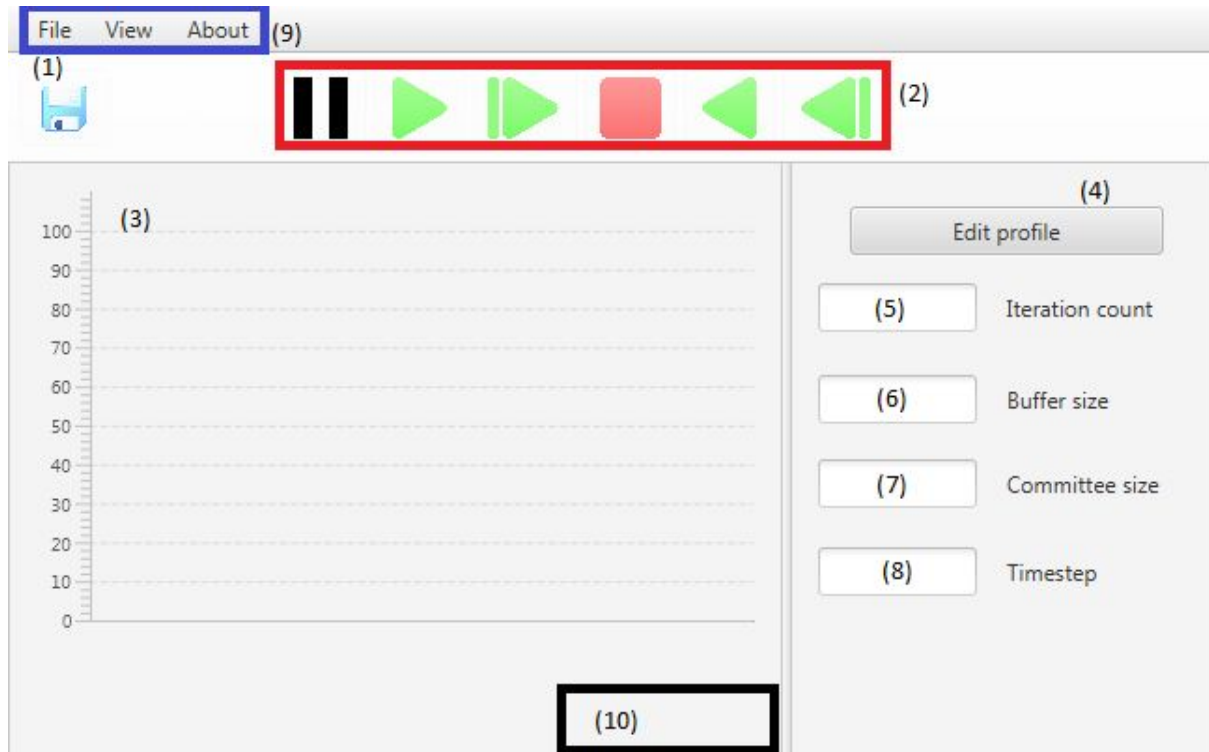 File View About (9)
(1)
(2)
(3)
(4)
Edit profile
100
90
80
70
60
50
40
30
20
10
0
(5) Iteration count
(6) Buffer size
(7) Committee size
(8) Timestep
(10)